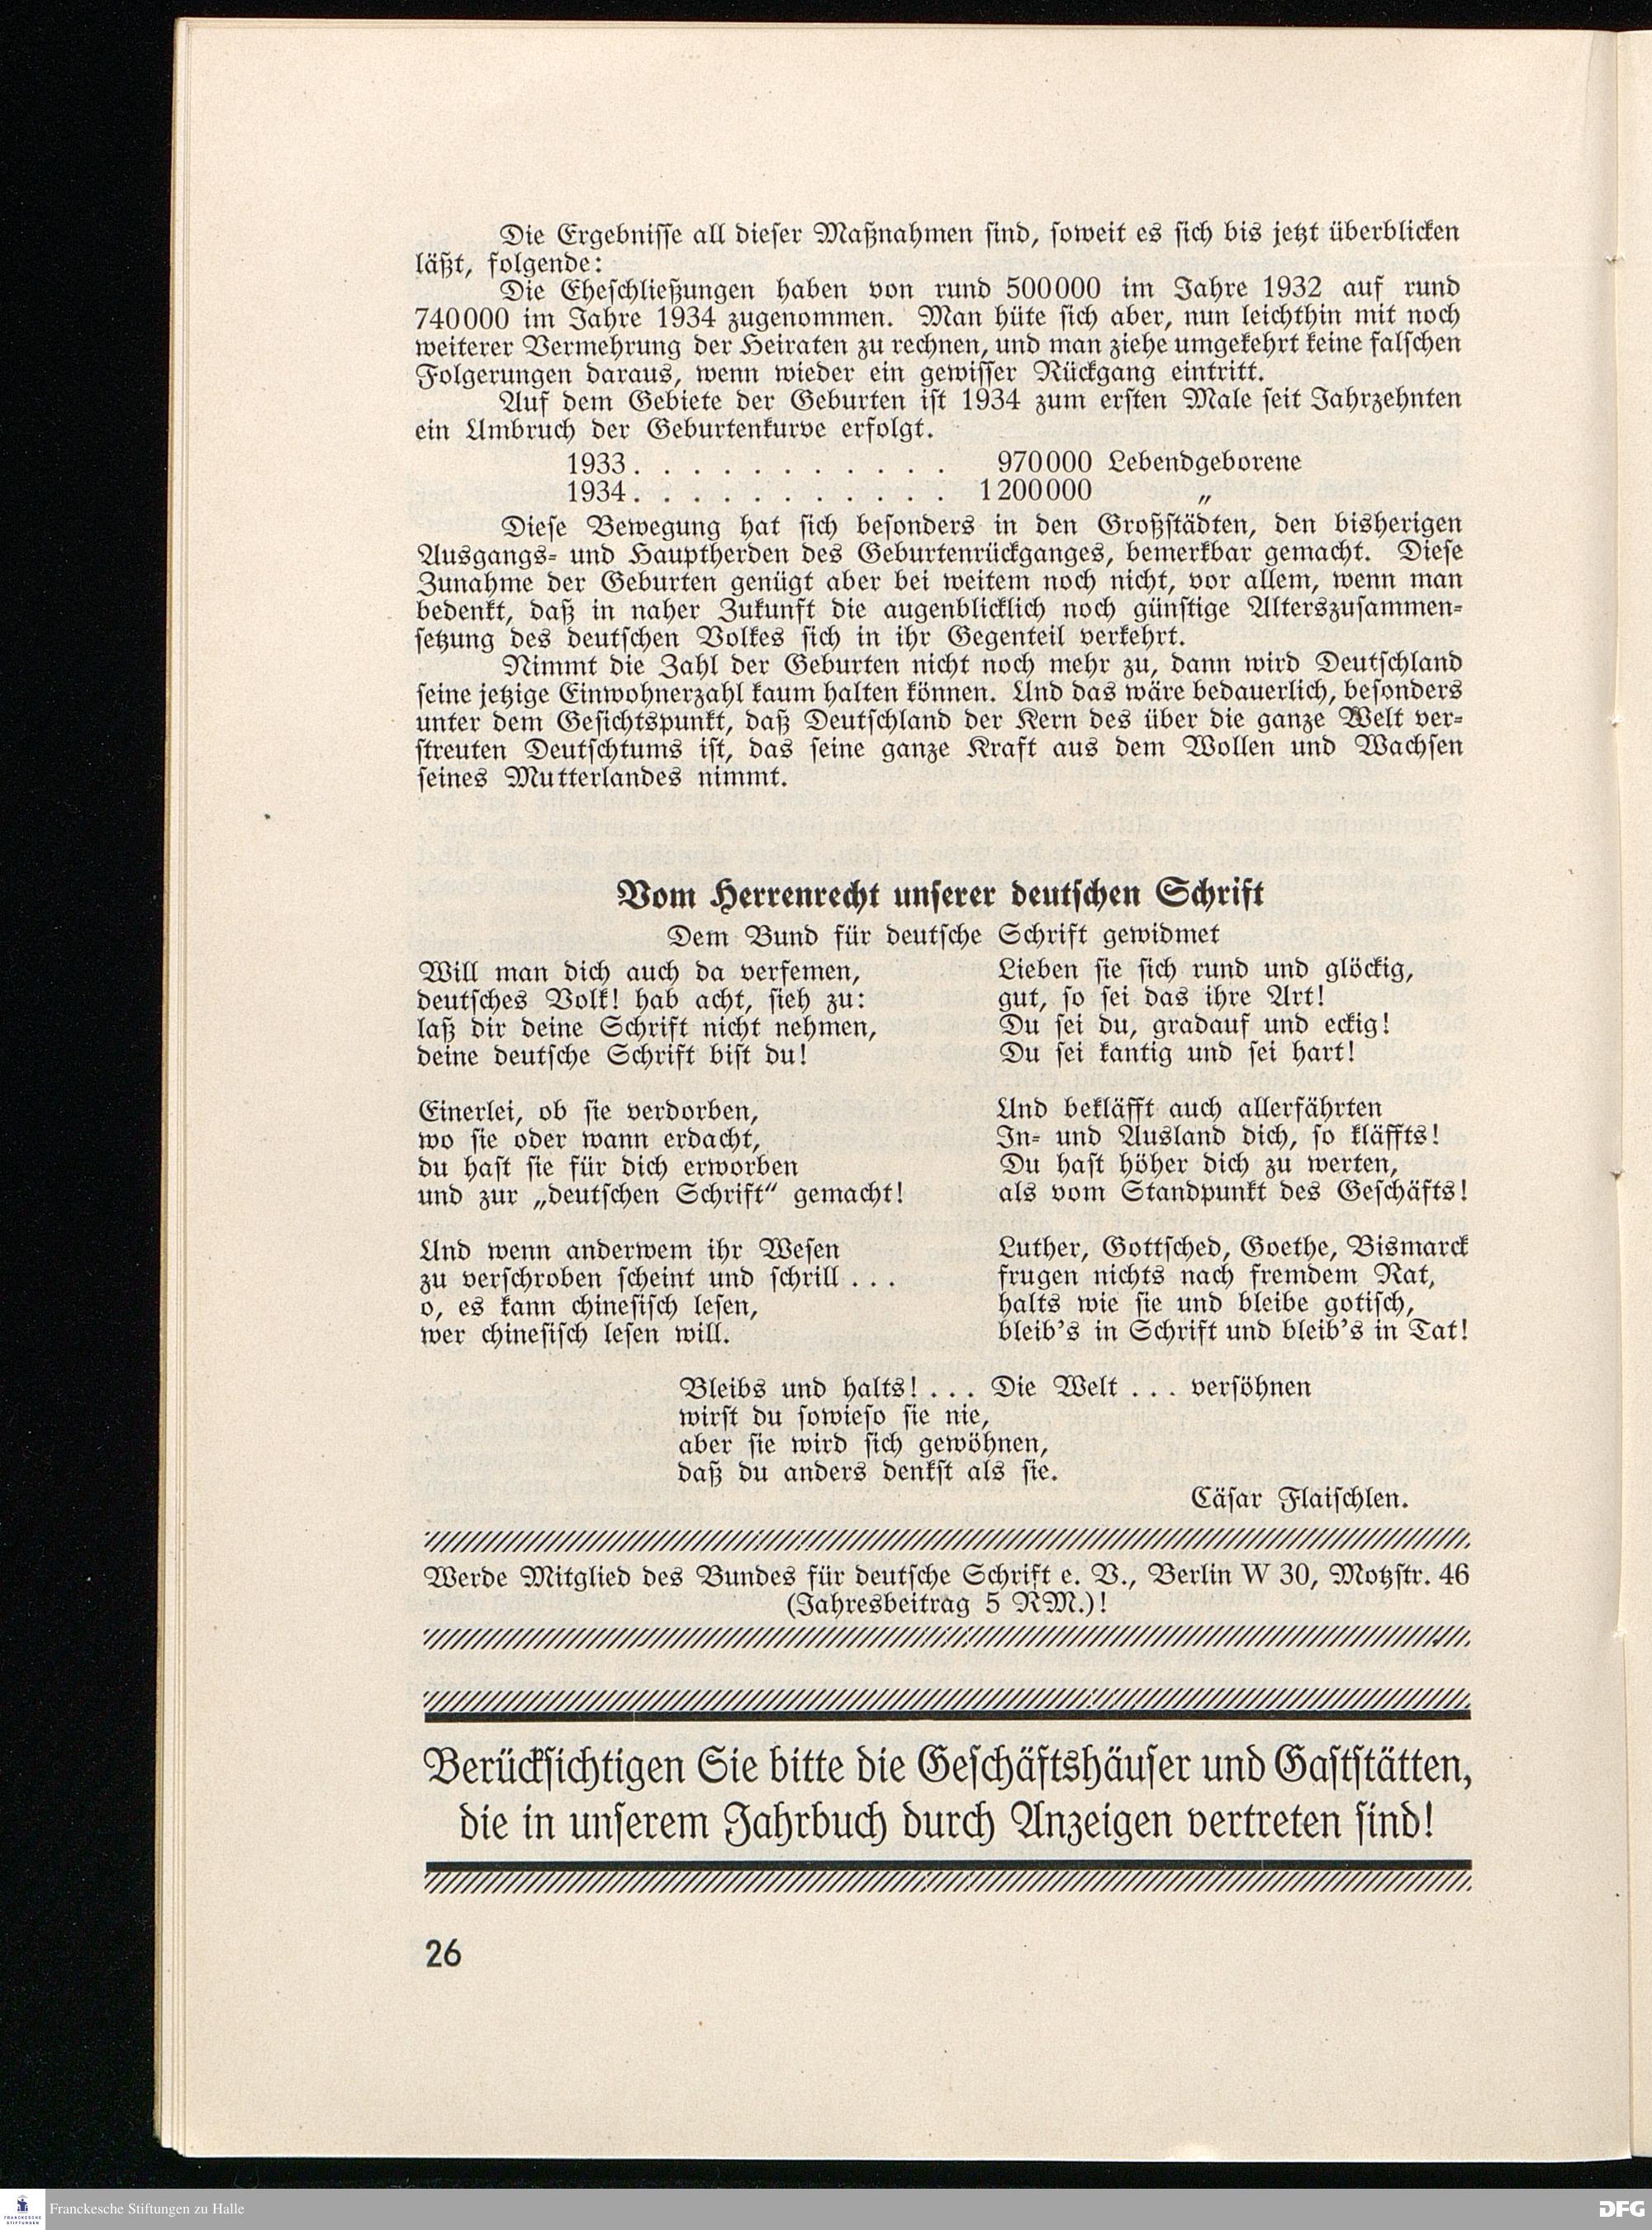 Die Ergebnisse all dieser Maßnahmen sind, soweit es sich bis jetzt überblicken
läßt, folgende:
Die Eheschließungen haben von rund 500000 im Jahre 1932 auf rund
740000 im Jahre 1934 zugenommen. Man hüte sich aber, nun leichthin mit noch
weiterer Vermehrung der Heiraten zu rechnen, und man ziehe umgekehrt keine falschen
Folgerungen daraus, wenn wieder ein gewisser Rückgang eintritt.
Auf dem Gebiete der Geburten ist 1934 zum ersten Male seit Jahrzehnten
ein Umbruch der Geburtenkurve erfolgt.
1933. . . . . . . . . . . 970000 Lebendgeborene
1934. . . . . . . . . . . 1200000 „
Diese Bewegung hat sich besonders in den Großstädten, den bisherigen
Ausgangs- und Hauptherden des Geburtenrückganges, bemerkbar gemacht. Diese
Zunahme der Geburten genügt aber bei weitem noch nicht, vor allem, wenn man
bedenkt, daß in naher Zukunft die augenblicklich noch günstige Alterszusammen-
setzung des deutschen Volkes sich in ihr Gegenteil verkehrt.
Nimmt die Zahl der Geburten nicht noch mehr zu, dann wird Deutschland
seine jetzige Einwohnerzahl kaum halten können. Und das wäre bedauerlich, besonders
unter dem Gesichtspunkt, daß Deutschland der Kern des über die ganze Welt ver-
streuten Deutschtums ist, das seine ganze Kraft aus dem Wollen und Wachsen
seines Mutterlandes nimmt.
Vom Herrenrecht unserer deutschen Schrift
Dem Bund für deutsche Schrift gewidmet
Will man dich auch da verfemen,
deutsches Volk! hab acht, sieh zu:
laß dir deine Schrift nicht nehmen,
deine deutsche Schrift bist du!
Einerlei, ob sie verdorben,
wo sie oder wann erdacht,
du hast sie für dich erworben
und zur „deutschen Schrift“ gemacht!
Und wenn anderwem ihr Wesen
zu verschroben scheint und schrill . . .
o, es kann chinesisch lesen,
wer chinesisch lesen will.
Lieben sie sich rund und glöckig,
gut, so sei das ihre Art!
Du sei du, gradauf und eckig!
Du sei kantig und sei hart!
Und bekläfft auch allerfährten
In- und Ausland dich, so kläffts!
Du hast höher dich zu werten,
als vom Standpunkt des Geschäfts!
Luther, Gottsched, Goethe, Bismarck
frugen nichts nach fremdem Rat,
halts wie sie und bleibe gotisch,
bleib's in Schrift und bleib's in Tat!
Bleibs und halts! . . . Die Welt . . . versöhnen
wirst du sowieso sie nie,
aber sie wird sich gewöhnen,
daß du anders denkst als sie.
Cäsar Flaischlen.
Werde Mitglied des Bundes für deutsche Schrift e. V., Berlin W 30, Motzstr. 46
(Jahresbeitrag 5 RM.)!
Berücksichtigen Sie bitte die Geschäftshäuser und Gaststätten,
die in unserem Jahrbuch durch Anzeigen vertreten sind!
26
FRANCKESCHE
STIFTUNGEN
Franckesche Stiftungen zu Halle
DFG